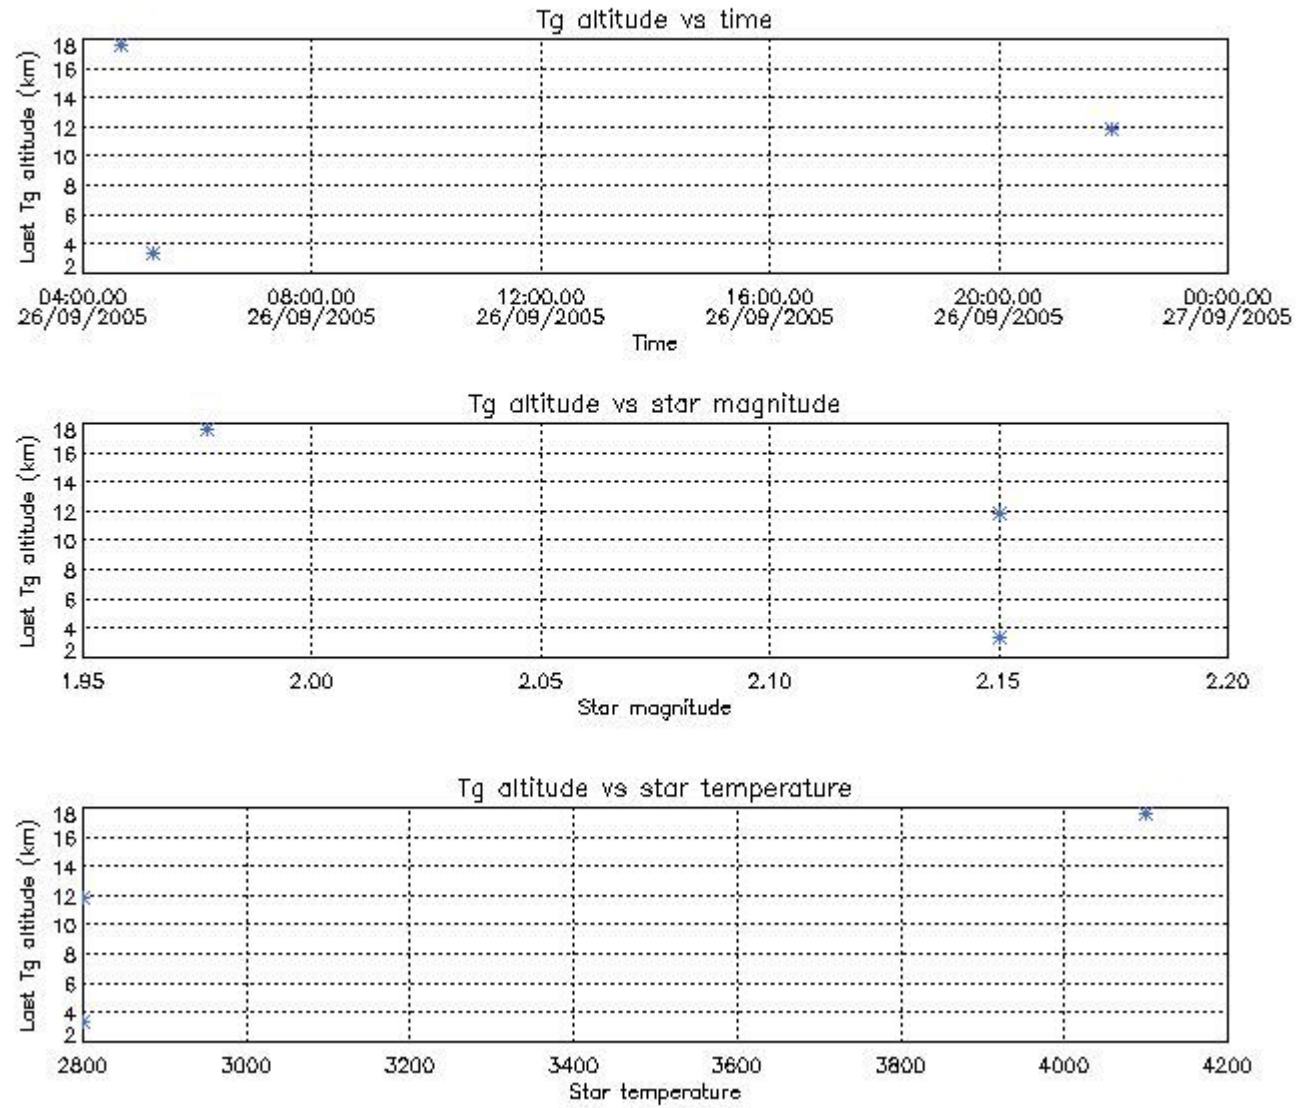 Tg altitude vs time
Last Tg altitude (km)
18
16
14
12
10
8
6
4
2
04:00.00 08:00.00 12:00.00 16:00.00 20:00.00 00:00.00
26/09/2005 26/09/2005 26/09/2005 26/09/2005 26/09/2005 27/09/2005
Time
Tg altitude vs star magnitude
Last Tg altitude (km)
18
16
14
12
10
8
6
4
2
1.95 2.00 2.05 2.10 2.15 2.20
Star magnitude
Tg altitude vs star temperature
Last Tg altitude (km)
18
16
14
12
10
8
6
4
2
2800 3000 3200 3400 3600 3800 4000 4200
Star temperature